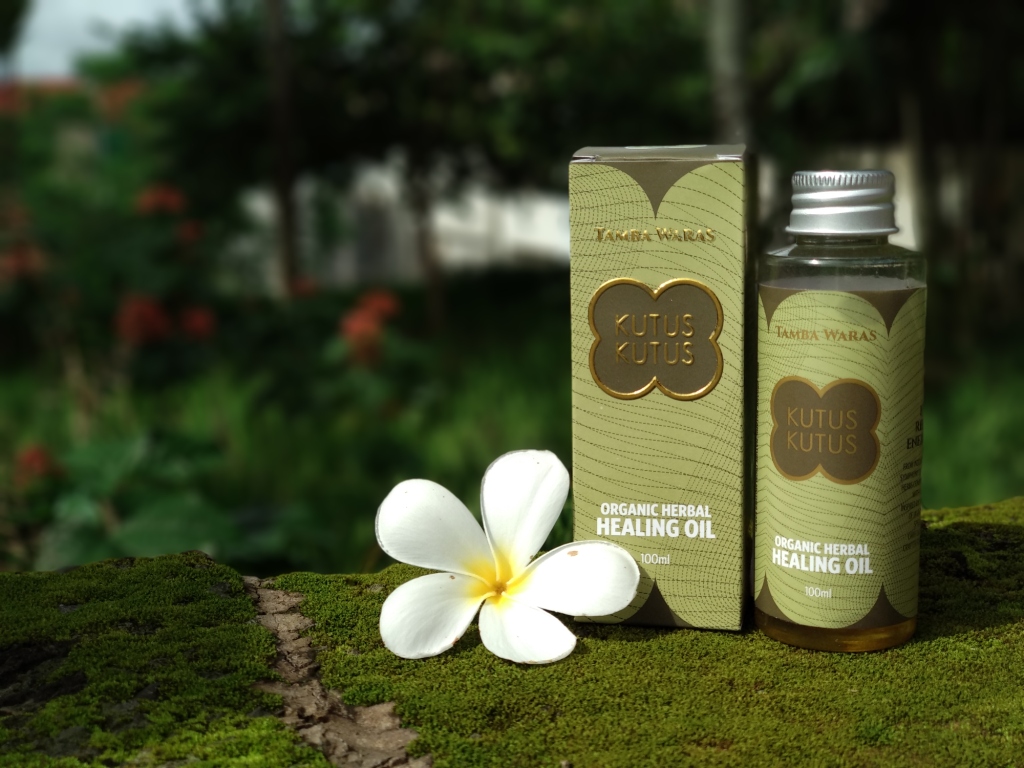 TAMBA WARAS
KUTUS
KUTUS
ORGANIC HERBAL
HEALING OIL
100ml
TAMBA WARAS
KUTUS
KUTUS
ORGANIC HERBAL
HEALING OIL
100ml